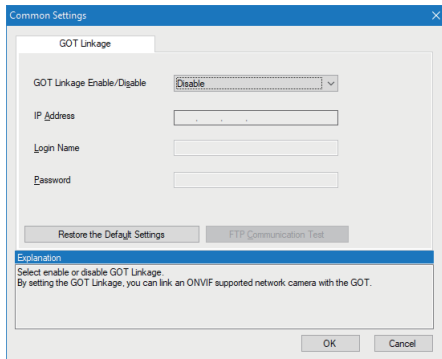 Common Settings
GOT Linkage
GOT Linkage Enable/Disable
Disable
IP Address
. . .
Login Name
Password
Restore the Default Settings
FTP Communication Test
Explanation
Select enable or disable GOT Linkage.
By setting the GOT Linkage, you can link an ONVIF supported network camera with the GOT.
OK
Cancel